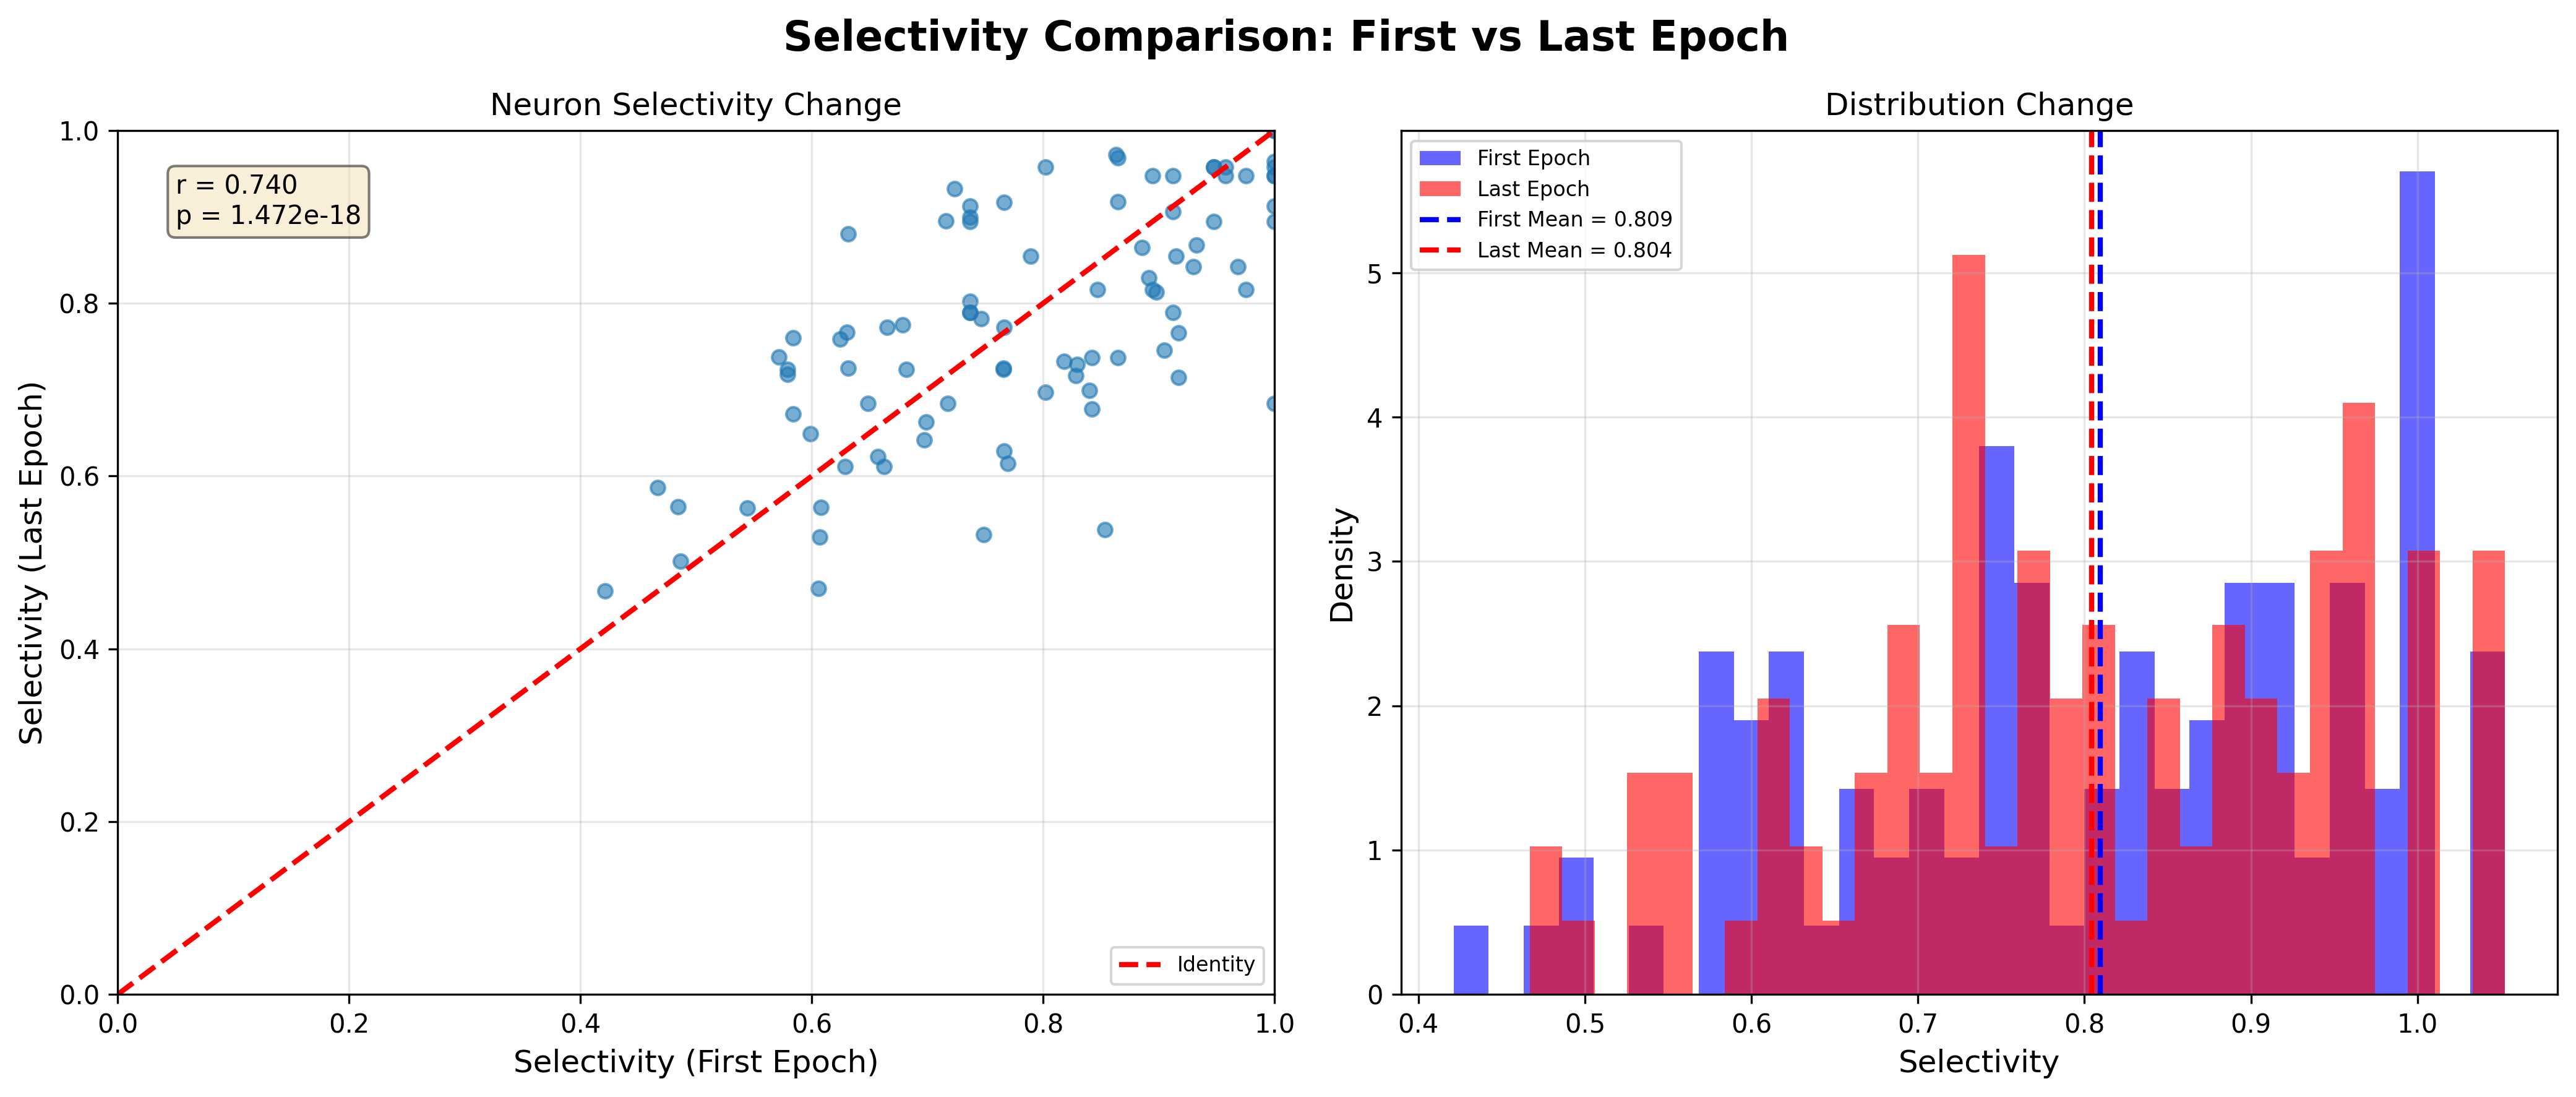 Selectivity Comparison: First vs Last Epoch
Neuron Selectivity Change
r = 0.740
p = 1.472e-18
Selectivity (Last Epoch)
1.0
0.8
0.6
0.4
0.2
0.0
Identity
0.0 0.2 0.4 0.6 0.8 1.0
Selectivity (First Epoch)
Distribution Change
First Epoch
Last Epoch
First Mean = 0.809
Last Mean = 0.804
Density
5
4
3
2
1
0
0.4 0.5 0.6 0.7 0.8 0.9 1.0
Selectivity